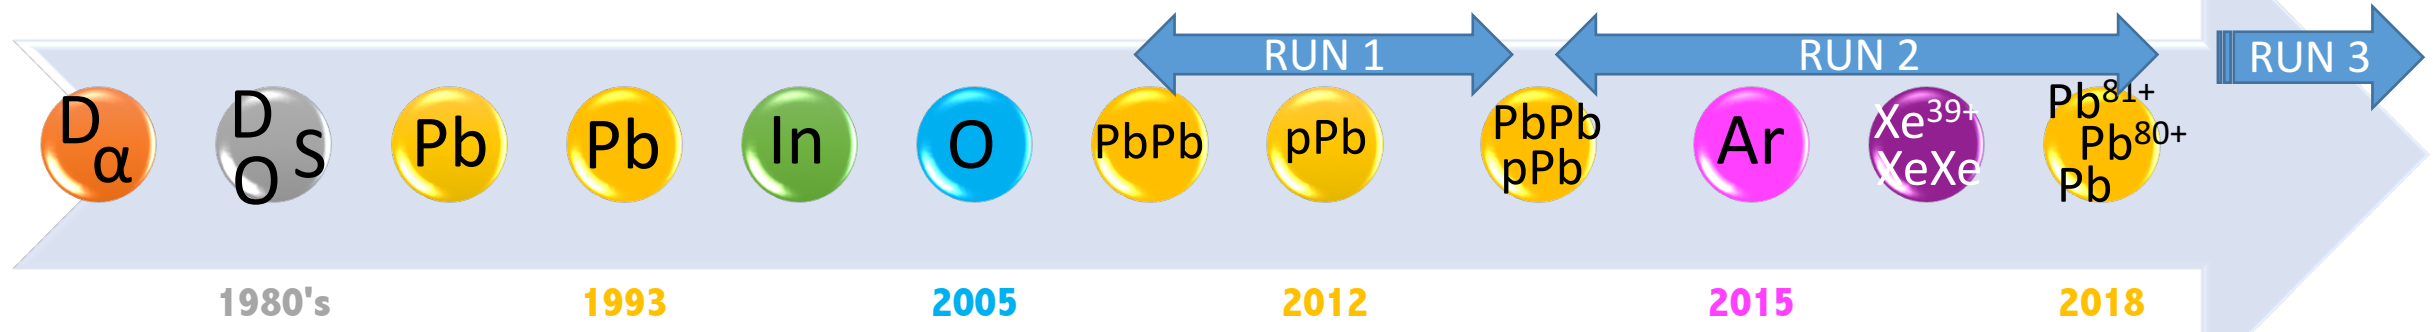 RUN 1
RUN 2
RUN 3
D
α
D
O
S
Pb
Pb
In
O
PbPb
pPb
PbPb
pPb
Ar
Xe³⁹⁺
XeXe
Pb⁸¹⁺
Pb⁸⁰⁺
Pb
1980's
1993
2005
2012
2015
2018